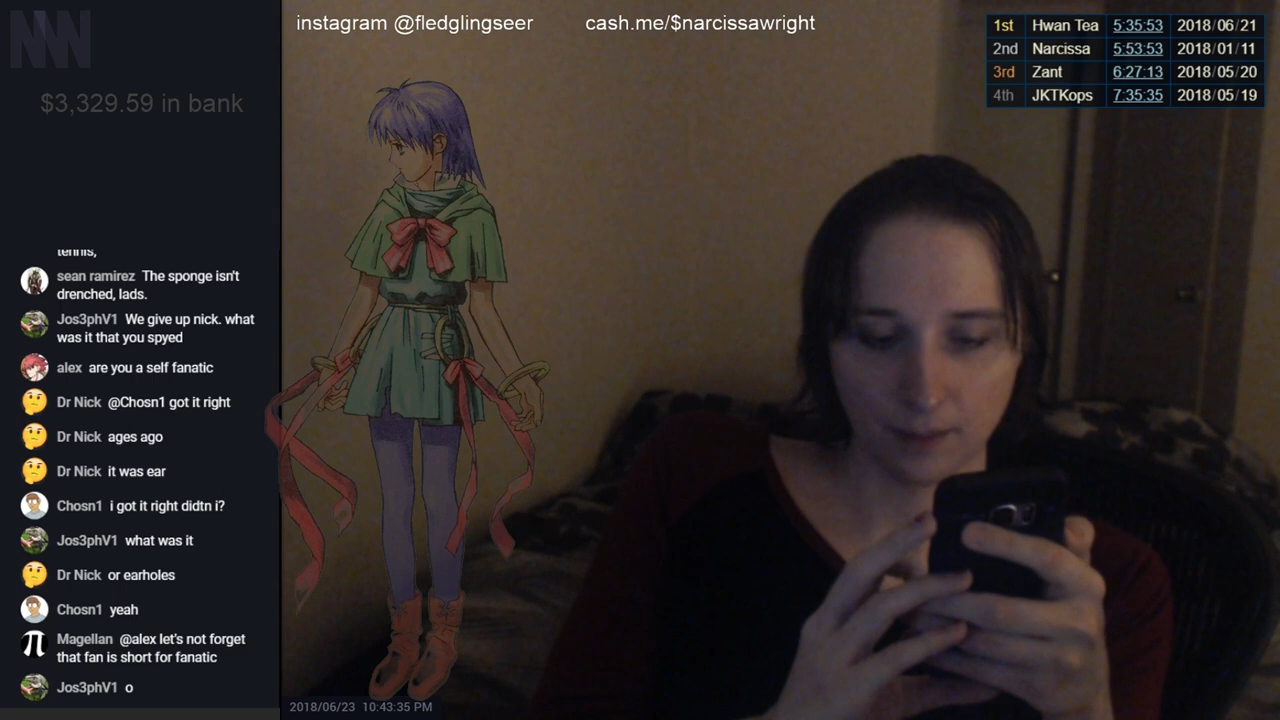 NNN
$3,329.59 in bank
instagram @fledglingseer
cash.me/$narcissawright
1st Hwan Tea 5:35:53 2018/06/21
2nd Narcissa 5:53:53 2018/01/11
3rd Zant 6:27:13 2018/05/20
4th JKTKops 7:35:35 2018/05/19
tennis,
sean ramirez The sponge isn't
drenched, lads.
Jos3phV1 We give up nick. what
was it that you spyed
alex are you a self fanatic
Dr Nick @Chosn1 got it right
Dr Nick ages ago
Dr Nick it was ear
Chosn1 i got it right didtn i?
Jos3phV1 what was it
Dr Nick or earholes
Chosn1 yeah
Magellan @alex let's not forget
that fan is short for fanatic
Jos3phV1 o
2018/06/23 10:43:35 PM